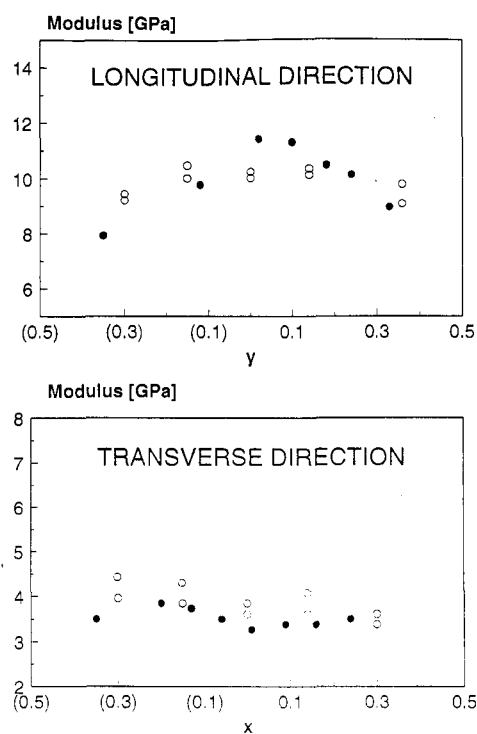 Modulus [GPa]
LONGITUDINAL DIRECTION
14
12
10
8
6
(0.5) (0.3) (0.1) 0.1 0.3 0.5
y
Modulus [GPa]
TRANSVERSE DIRECTION
8
7
6
5
4
3
2
(0.5) (0.3) (0.1) 0.1 0.3 0.5
x